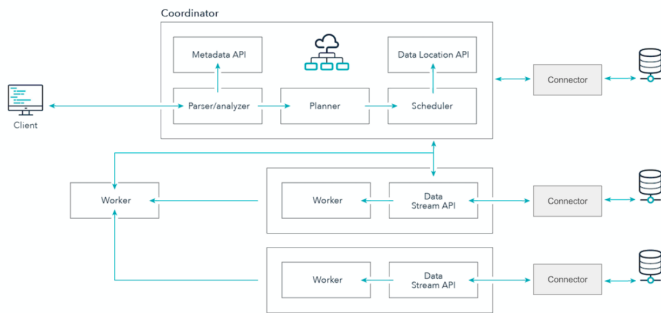 Coordinator
Metadata API
Data Location API
Client
Parser/analyzer
Planner
Scheduler
Connector
Worker
Worker
Data
Stream API
Connector
Worker
Data
Stream API
Connector